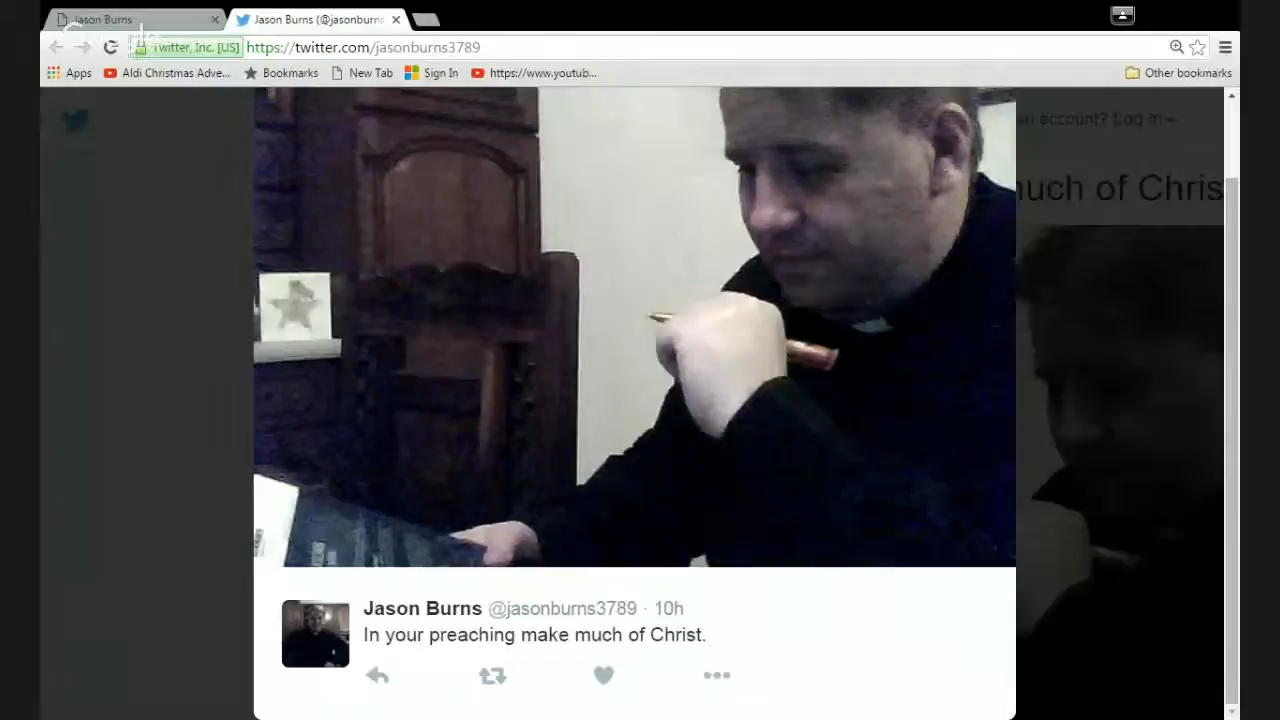 Jason Burns
Jason Burns (@jasonburns
Twitter, Inc. [US] https://twitter.com/jasonburns3789
Apps Aldi Christmas Adve... Bookmarks New Tab Sign In https://www.youtub... Other bookmarks
account? Log in
much of Chris
Jason Burns @jasonburns3789 · 10h
In your preaching make much of Christ.